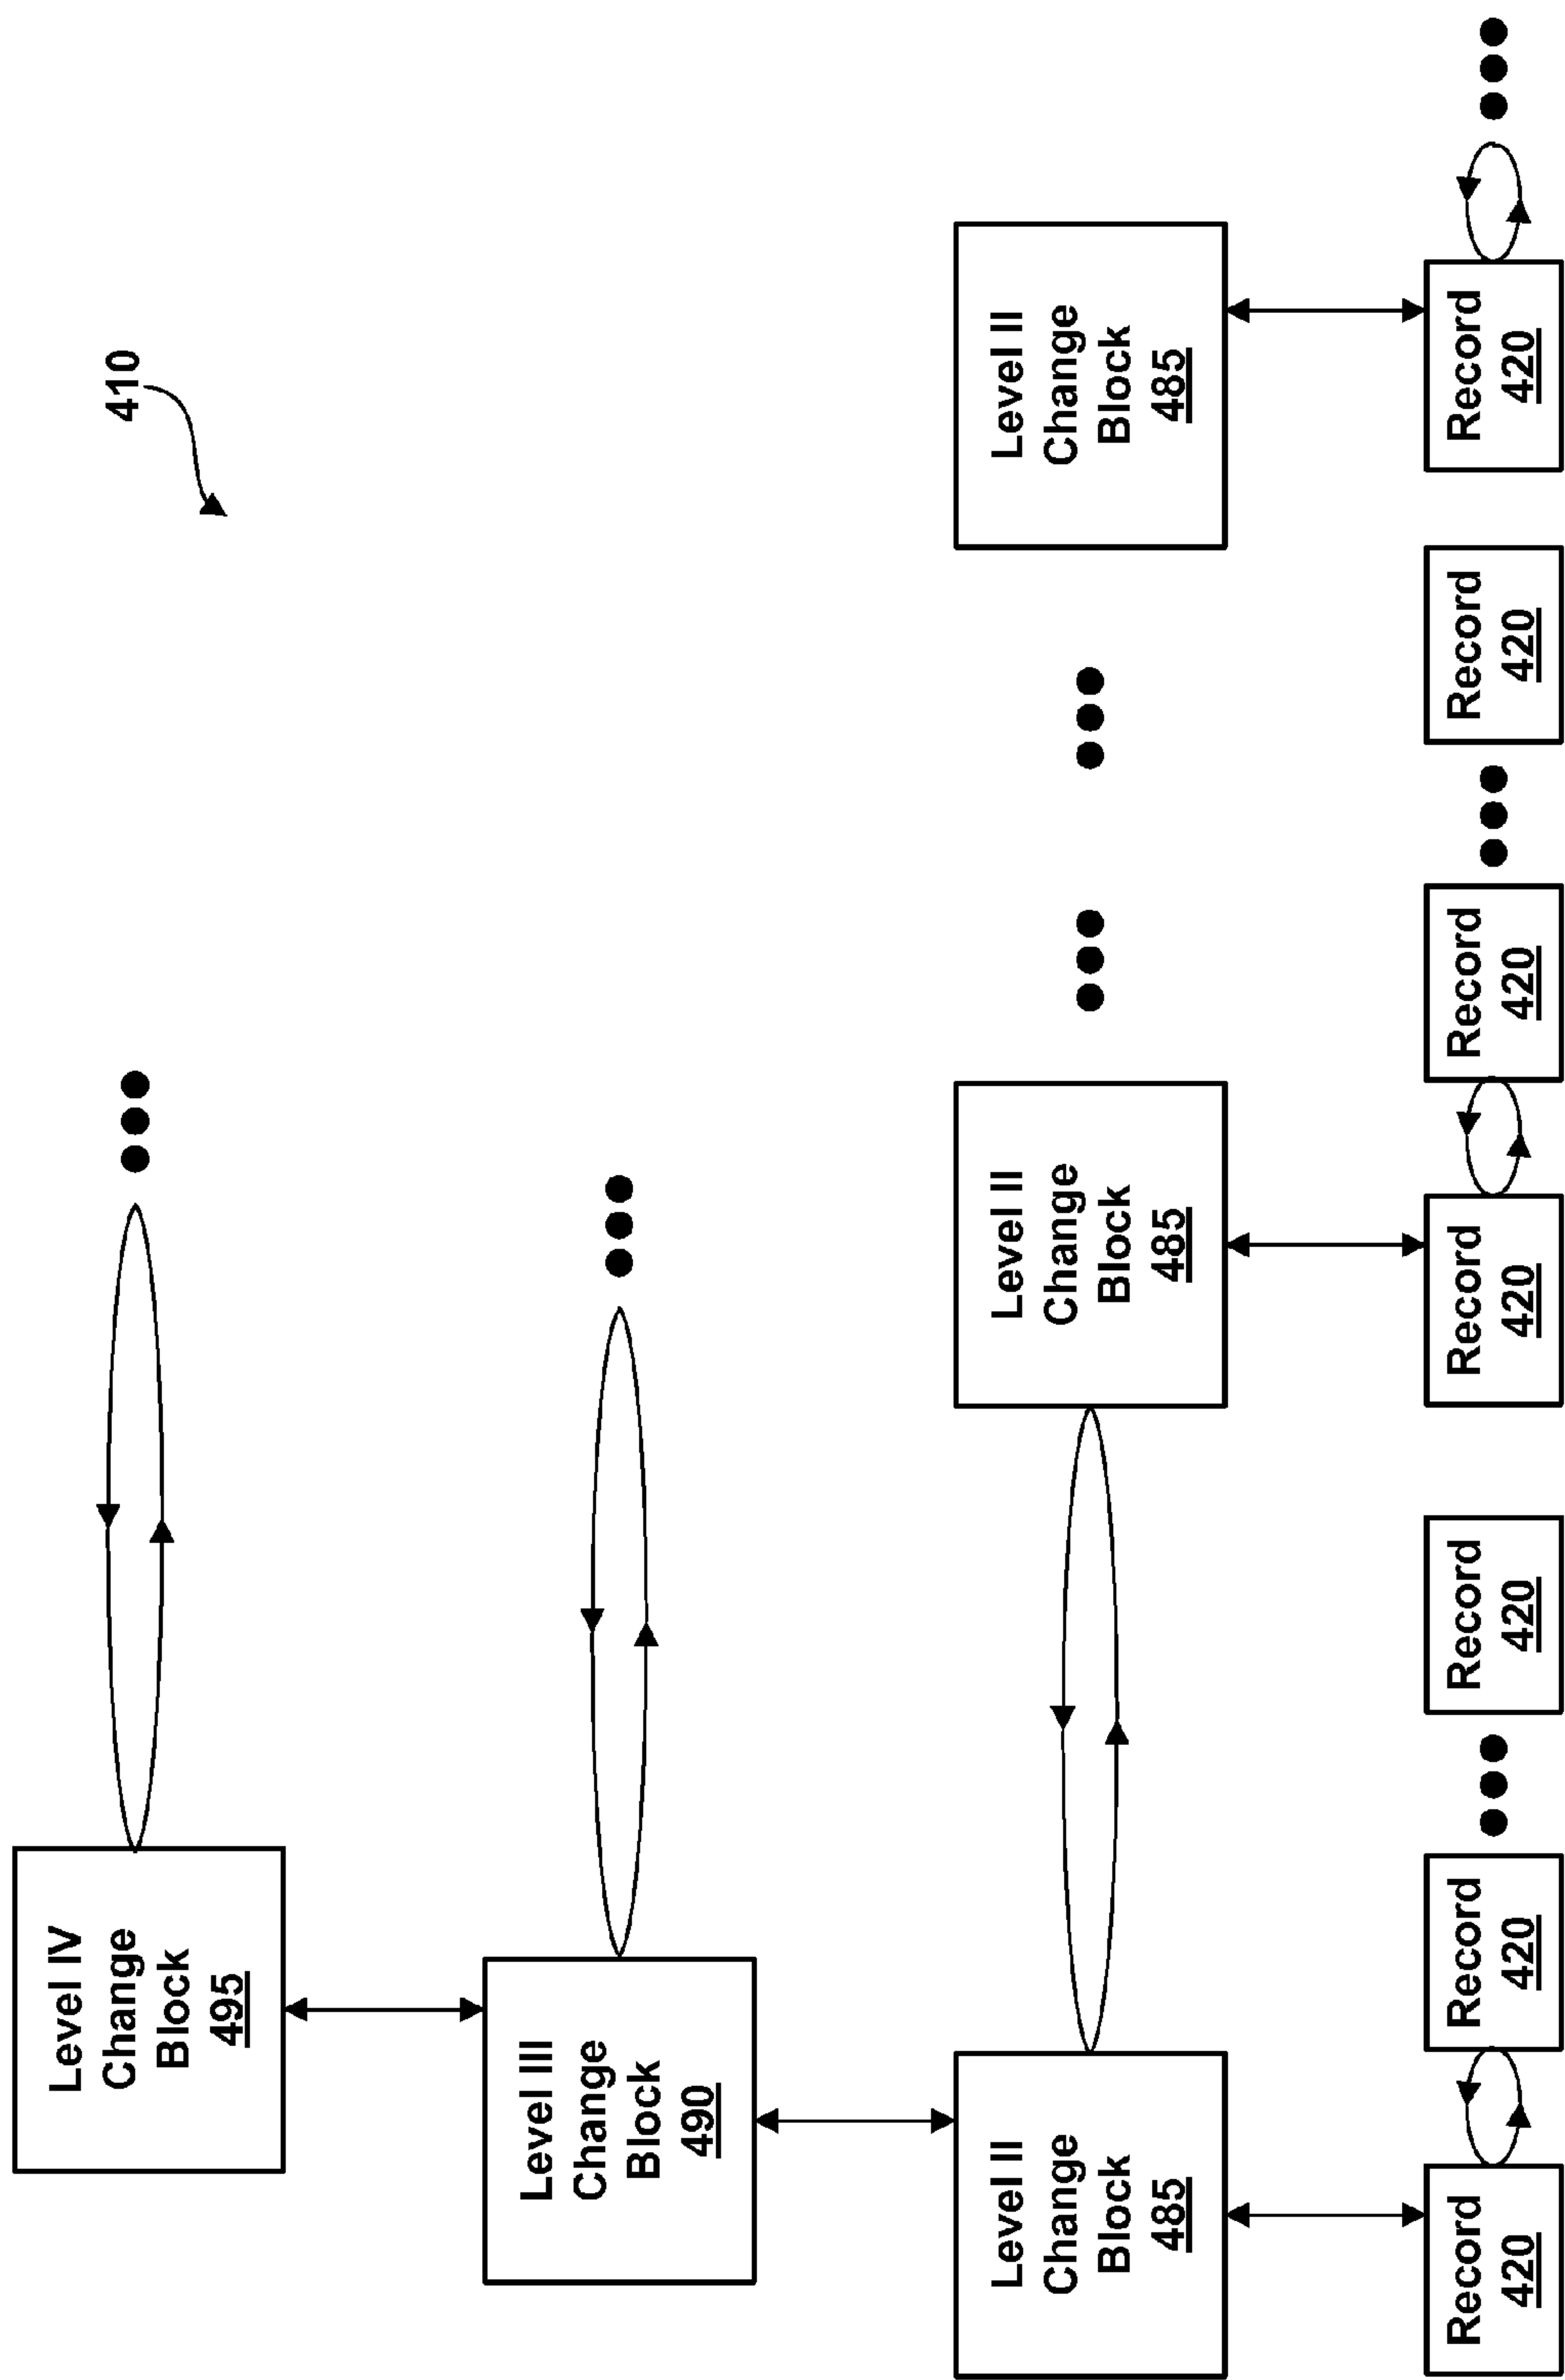 410
Level IV
Change
Block
495
Level III
Change
Block
490
Level II
Change
Block
485
Level II
Change
Block
485
Level II
Change
Block
485
Record
420
Record
420
Record
420
Record
420
Record
420
Record
420
Record
420